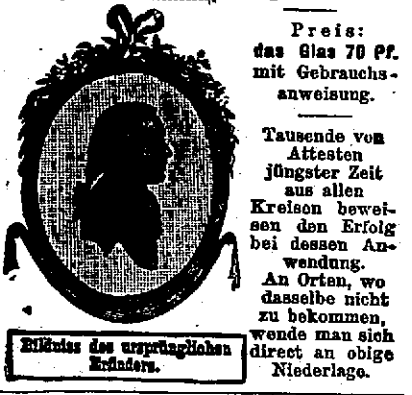 Preis:
das Glas 70 Pf.
mit Gebrauchs-
anweisung.
Tausende von
Attesten
jüngster Zeit
aus allen
Kreisen bewei-
sen den Erfolg
bei dessen An-
wendung.
An Orten, wo
dasselbe nicht
zu bekommen,
wende man sich
direct an obige
Niederlage.
Bildniss des ursprünglichen
Erfinders.